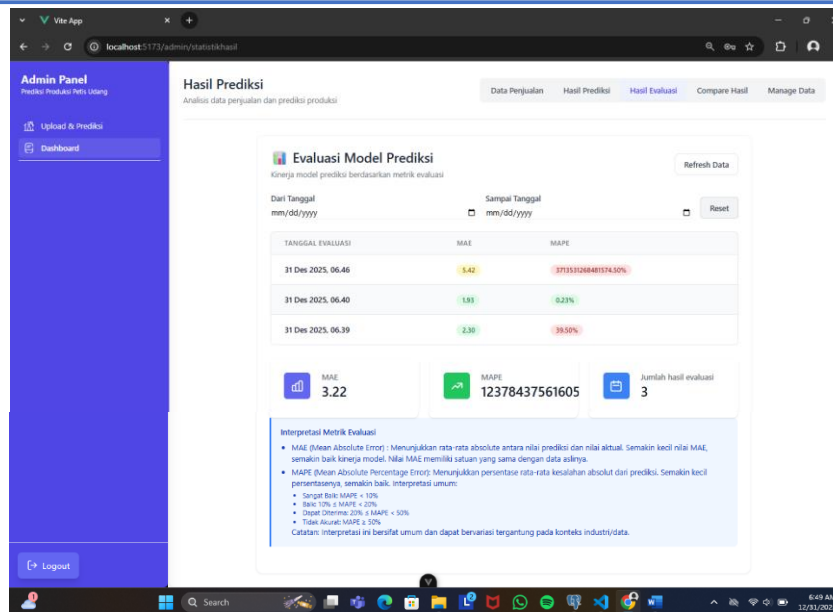 Vite App
localhost:5173/admin/statistikhasil
Admin Panel
Prediksi Produksi Petis Udang
Upload & Prediksi
Dashboard
Logout
Hasil Prediksi
Analisis data penjualan dan prediksi produksi
Data Penjualan Hasil Prediksi Hasil Evaluasi Compare Hasil Manage Data
Evaluasi Model Prediksi
Kinerja model prediksi berdasarkan metrik evaluasi
Refresh Data
Dari Tanggal Sampai Tanggal
mm/dd/yyyy mm/dd/yyyy Reset
TANGGAL EVALUASI MAE MAPE
31 Des 2025, 06.46 5.42 3713531268481574.50%
31 Des 2025, 06.40 1.93 0.23%
31 Des 2025, 06.39 2.30 39.50%
MAE
3.22
MAPE
12378437561605
Jumlah hasil evaluasi
3
Interpretasi Metrik Evaluasi
MAE (Mean Absolute Error) : Menunjukkan rata-rata absolute antara nilai prediksi dan nilai aktual. Semakin kecil nilai MAE,
semakin baik kinerja model. Nilai MAE memiliki satuan yang sama dengan data aslinya.
MAPE (Mean Absolute Percentage Error): Menunjukkan persentase rata-rata kesalahan absolut dari prediksi. Semakin kecil
persentasenya, semakin baik. Interpretasi umum:
Sangat Baik: MAPE < 10%
Baik: 10% ≤ MAPE < 20%
Dapat Diterima: 20% ≤ MAPE < 50%
Tidak Akurat: MAPE ≥ 50%
Catatan: Interpretasi ini bersifat umum dan dapat bervariasi tergantung pada konteks industri/data.
Search
6:49 AM